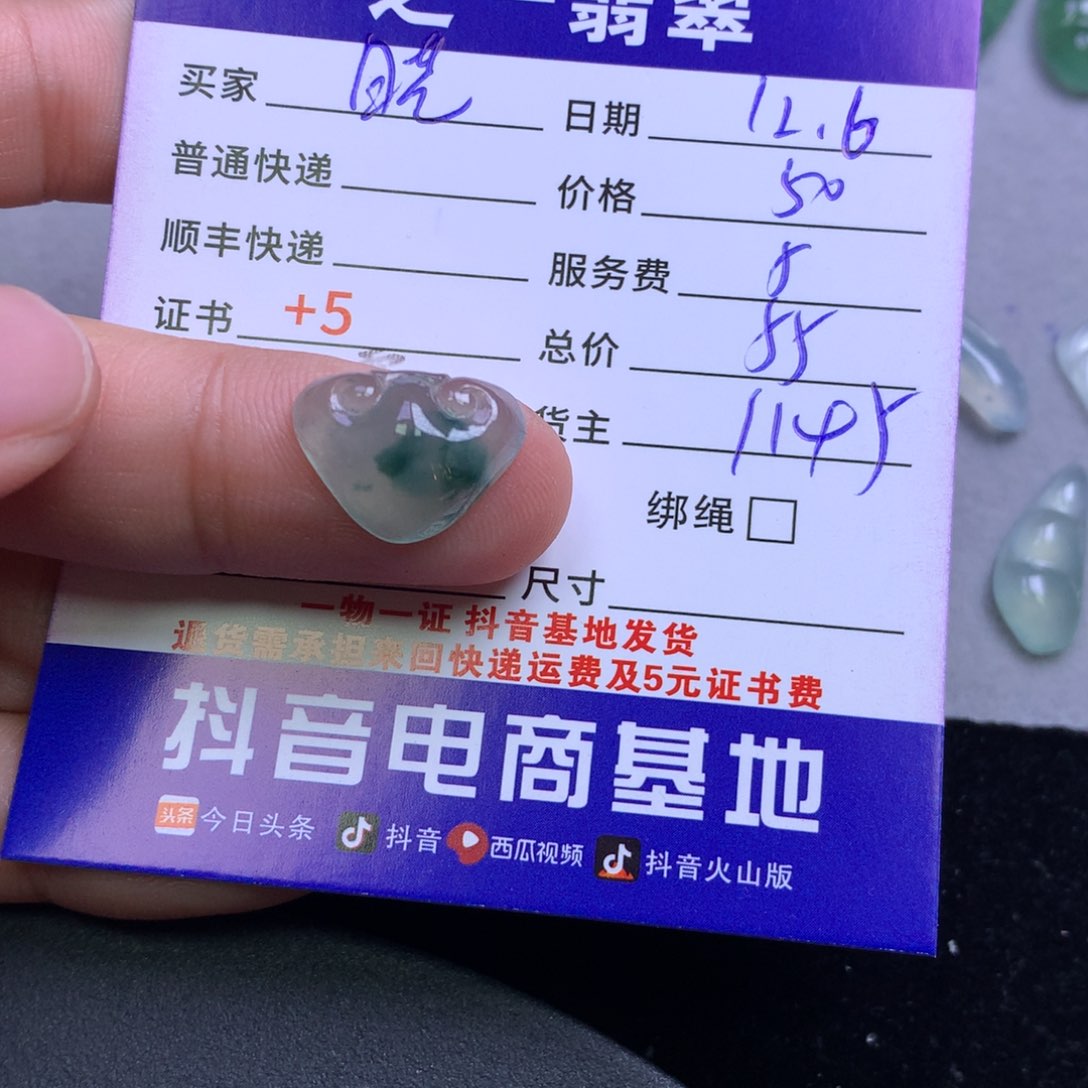 之一翡翠
买家 晓 日期 12.6
普通快递 价格 50
顺丰快递 服务费 5
证书 +5 总价 55
货主 1145
绑绳
尺寸
一物一证 抖音基地发货
退货需承担来回快递运费及5元证书费
抖音电商基地
头条 今日头条 抖音 西瓜视频 抖音火山版